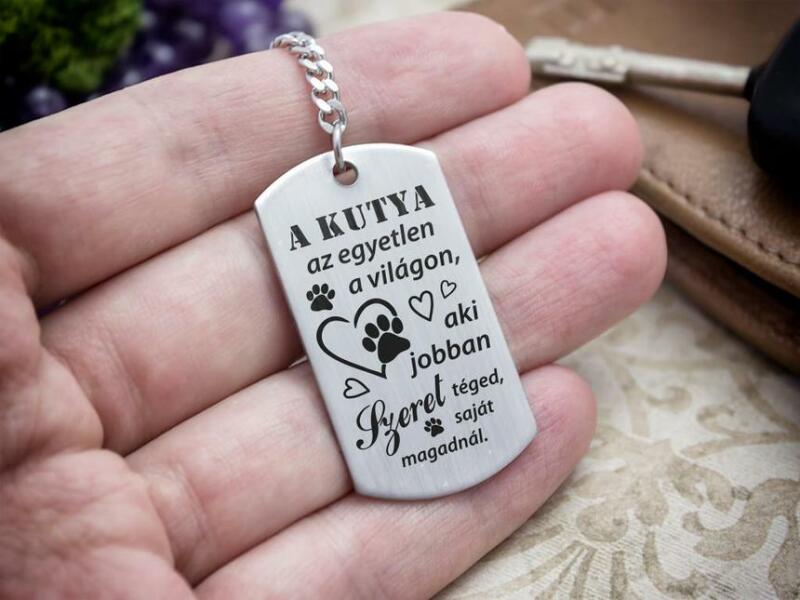 A KUTYA
az egyetlen
a világon,
aki
jobban
Szeret téged,
saját
magadnál.